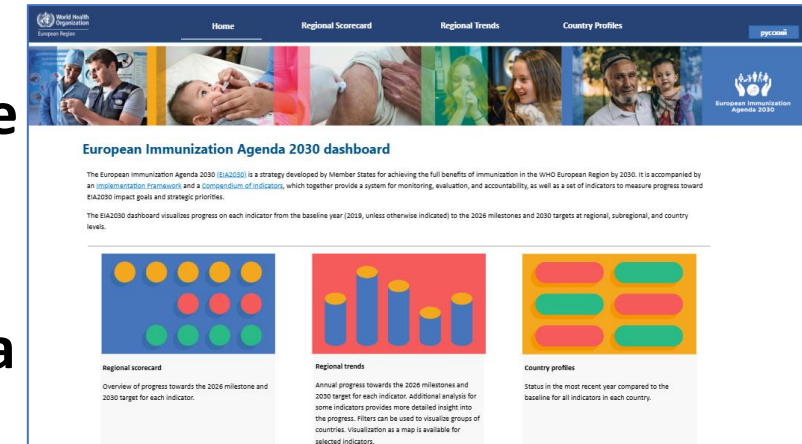 e
a
World Health
Organization
European Region
Home
Regional Scorecard
Regional Trends
Country Profiles
русский
European Immunization
Agenda 2030
European Immunization Agenda 2030 dashboard
The European Immunization Agenda 2030 (EIA2030) is a strategy developed by Member States for achieving the full benefits of immunization in the WHO European Region by 2030. It is accompanied by
an Implementation Framework and a Compendium of Indicators, which together provide a system for monitoring, evaluation, and accountability, as well as a set of indicators to measure progress toward
EIA2030 impact goals and strategic priorities.
The EIA2030 dashboard visualizes progress on each indicator from the baseline year (2019, unless otherwise indicated) to the 2026 milestones and 2030 targets at regional, subregional, and country
levels.
Regional scorecard
Overview of progress towards the 2026 milestone and
2030 target for each indicator.
Regional trends
Annual progress towards the 2026 milestones and
2030 target for each indicator. Additional analysis for
some indicators provides more detailed insight into
the progress. Filters can be used to visualize groups of
countries. Visualization as a map is available for
selected indicators.
Country profiles
Status in the most recent year compared to the
baseline for all indicators in each country.